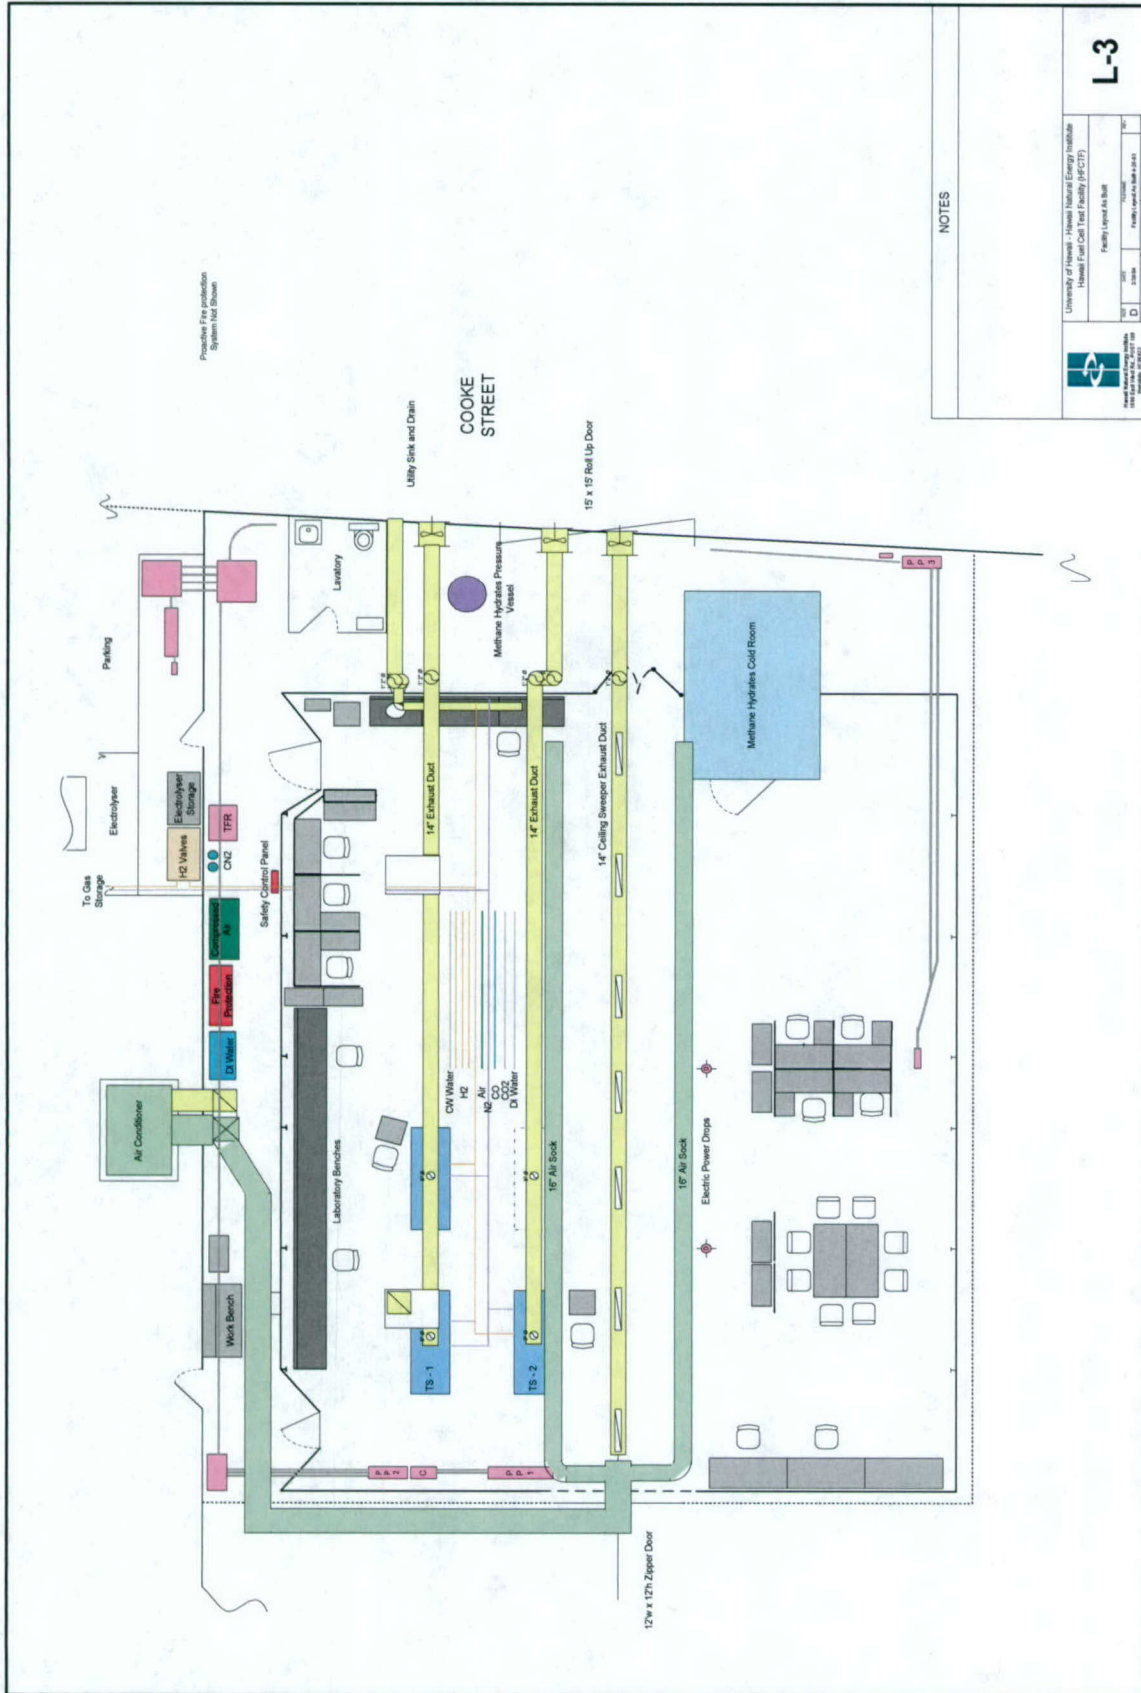 Proactive Fire protection
System Not Shown
COOKE
STREET
Parking
Electrolyser
To Gas
Storage
H2 Valves
Electrolyser
Storage
TFR
CN2
Compressed
Air
Fire
Protection
DI Water
Air Conditioner
Work Bench
Safety Control Panel
Lavatory
Utility Sink and Drain
Methane Hydrates Pressure
Vessel
15' x 15' Roll Up Door
Laboratory Benches
14" Exhaust Duct
14" Exhaust Duct
14" Ceiling Sweeper Exhaust Duct
CW Water
H2
Air
N2
CO
CO2
DI Water
TS - 1
TS - 2
16" Air Sock
16" Air Sock
Methane Hydrates Cold Room
Electric Power Drops
PP2
C
PP1
PP3
12'w x 12'h Zipper Door
NOTES
University of Hawaii - Hawaii Natural Energy Institute
Hawaii Fuel Cell Test Facility (HFCTF)
Facility Layout As Built
D
L-3